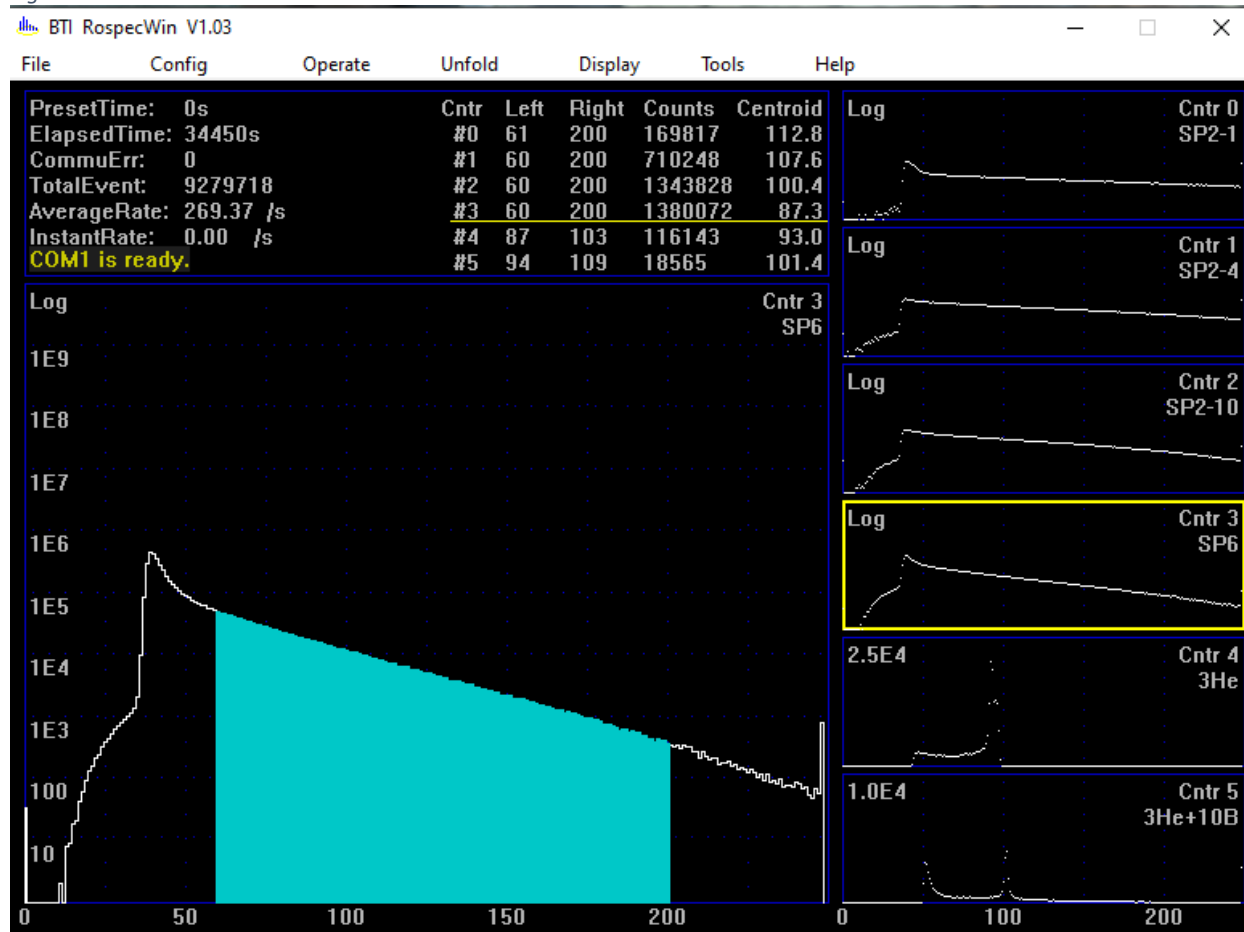 BTI RospecWin V1.03
File Config Operate Unfold Display Tools Help
PresetTime: 0s
ElapsedTime: 34450s
CommuErr: 0
TotalEvent: 9279718
AverageRate: 269.37 /s
InstantRate: 0.00 /s
COM1 is ready.
Cntr Left Right Counts Centroid
#0 61 200 169817 112.8
#1 60 200 710248 107.6
#2 60 200 1343828 100.4
#3 60 200 1380072 87.3
#4 87 103 116143 93.0
#5 94 109 18565 101.4
Log Cntr 3
SP6
1E9
1E8
1E7
1E6
1E5
1E4
1E3
100
10
0 50 100 150 200
Log Cntr 0
SP2-1
Log Cntr 1
SP2-4
Log Cntr 2
SP2-10
Log Cntr 3
SP6
2.5E4 Cntr 4
3He
1.0E4 Cntr 5
3He+10B
0 100 200